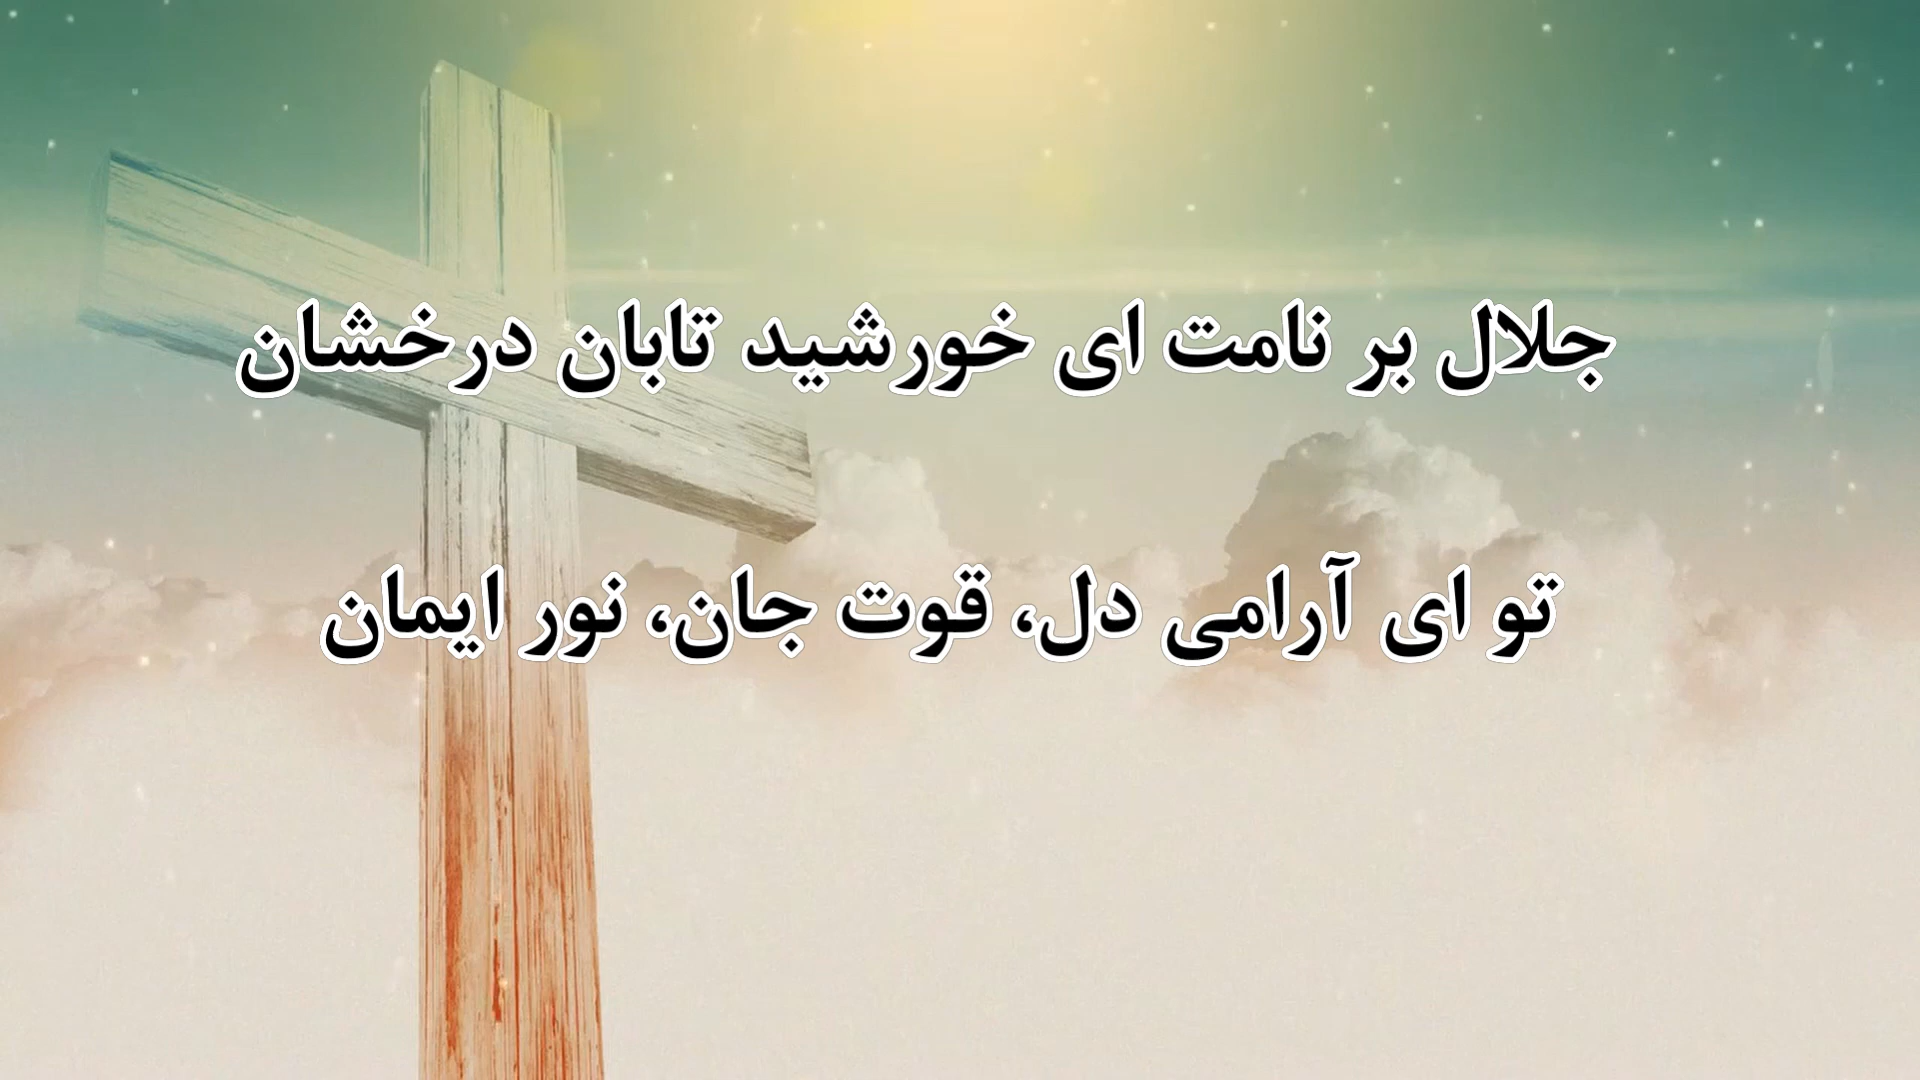 جلال بر نامت ای خورشید تابان درخشان
تو ای آرامی دل، قوت جان، نور ایمان